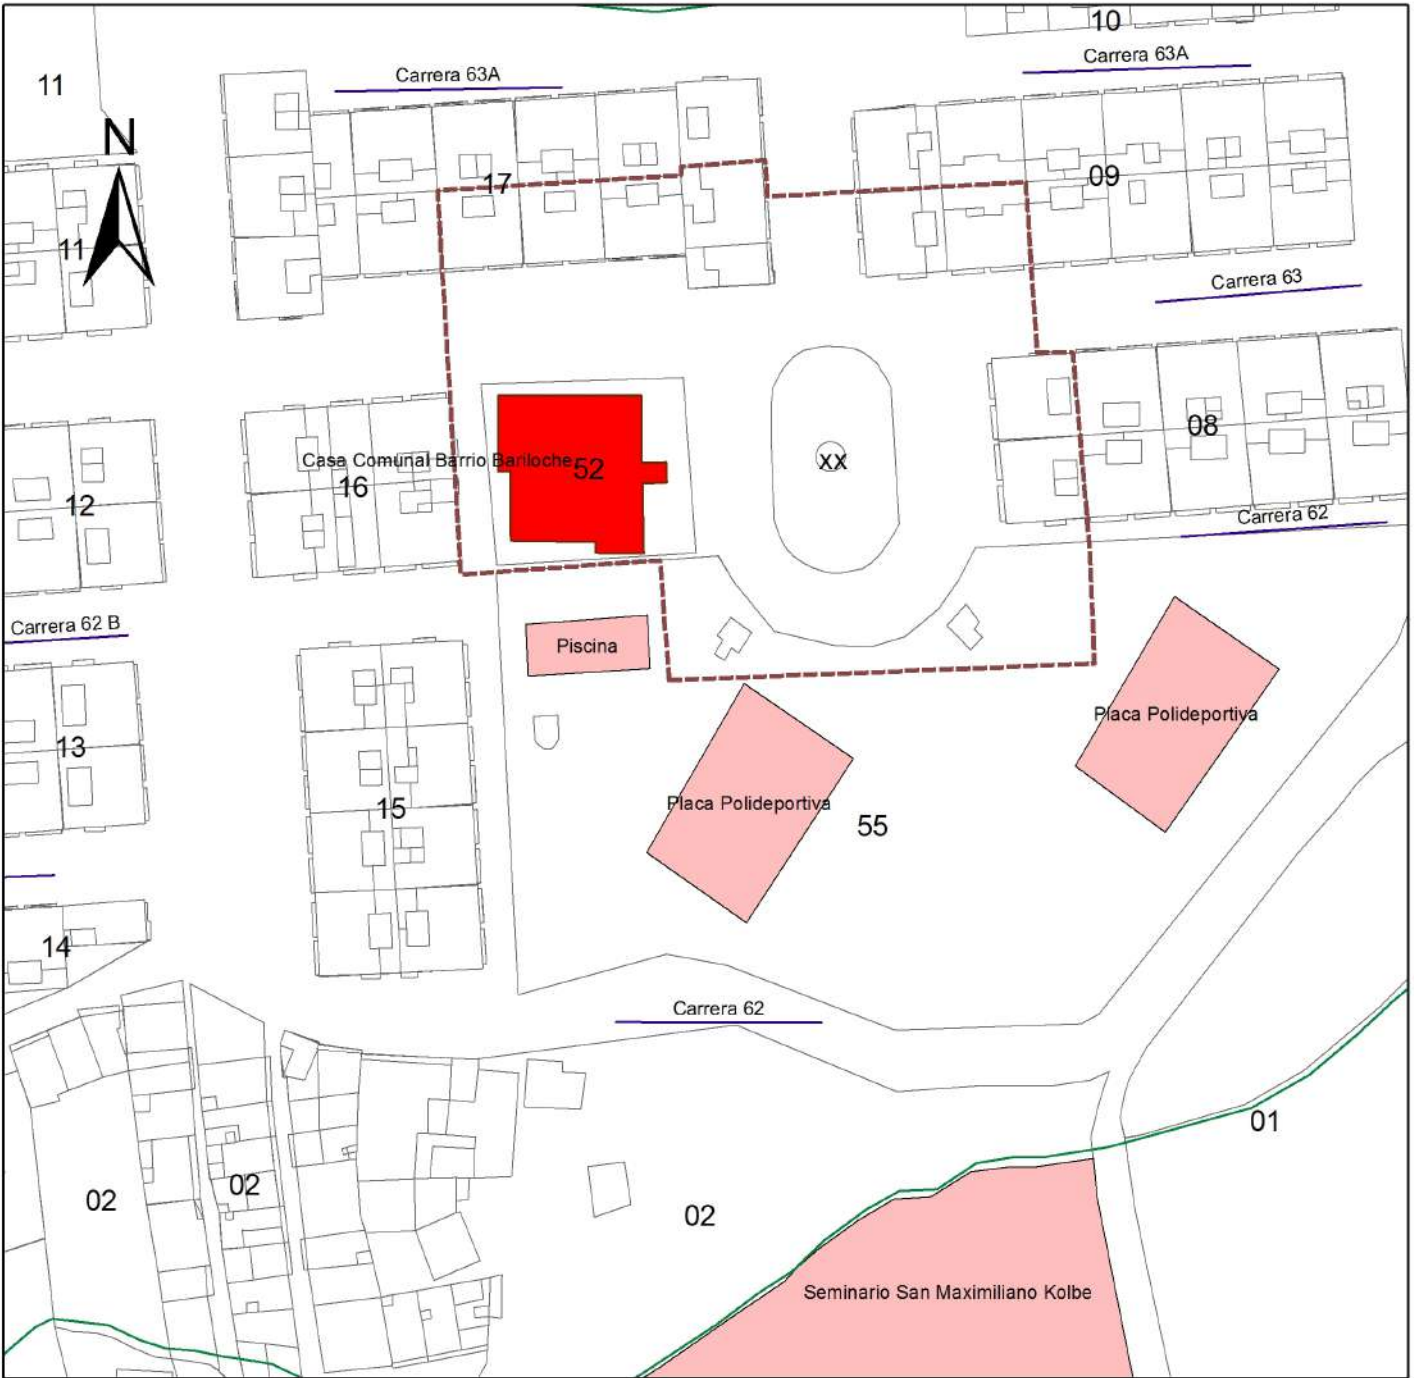 10
Carrera 63A
Carrera 63A
11
N
17
09
11
Carrera 63
08
Casa Comunal Barrio Bariloche
52
xx
16
12
Carrera 62
Carrera 62 B
Piscina
Placa Polideportiva
13
Placa Polideportiva
15
55
14
Carrera 62
01
02
02
02
Seminario San Maximiliano Kolbe